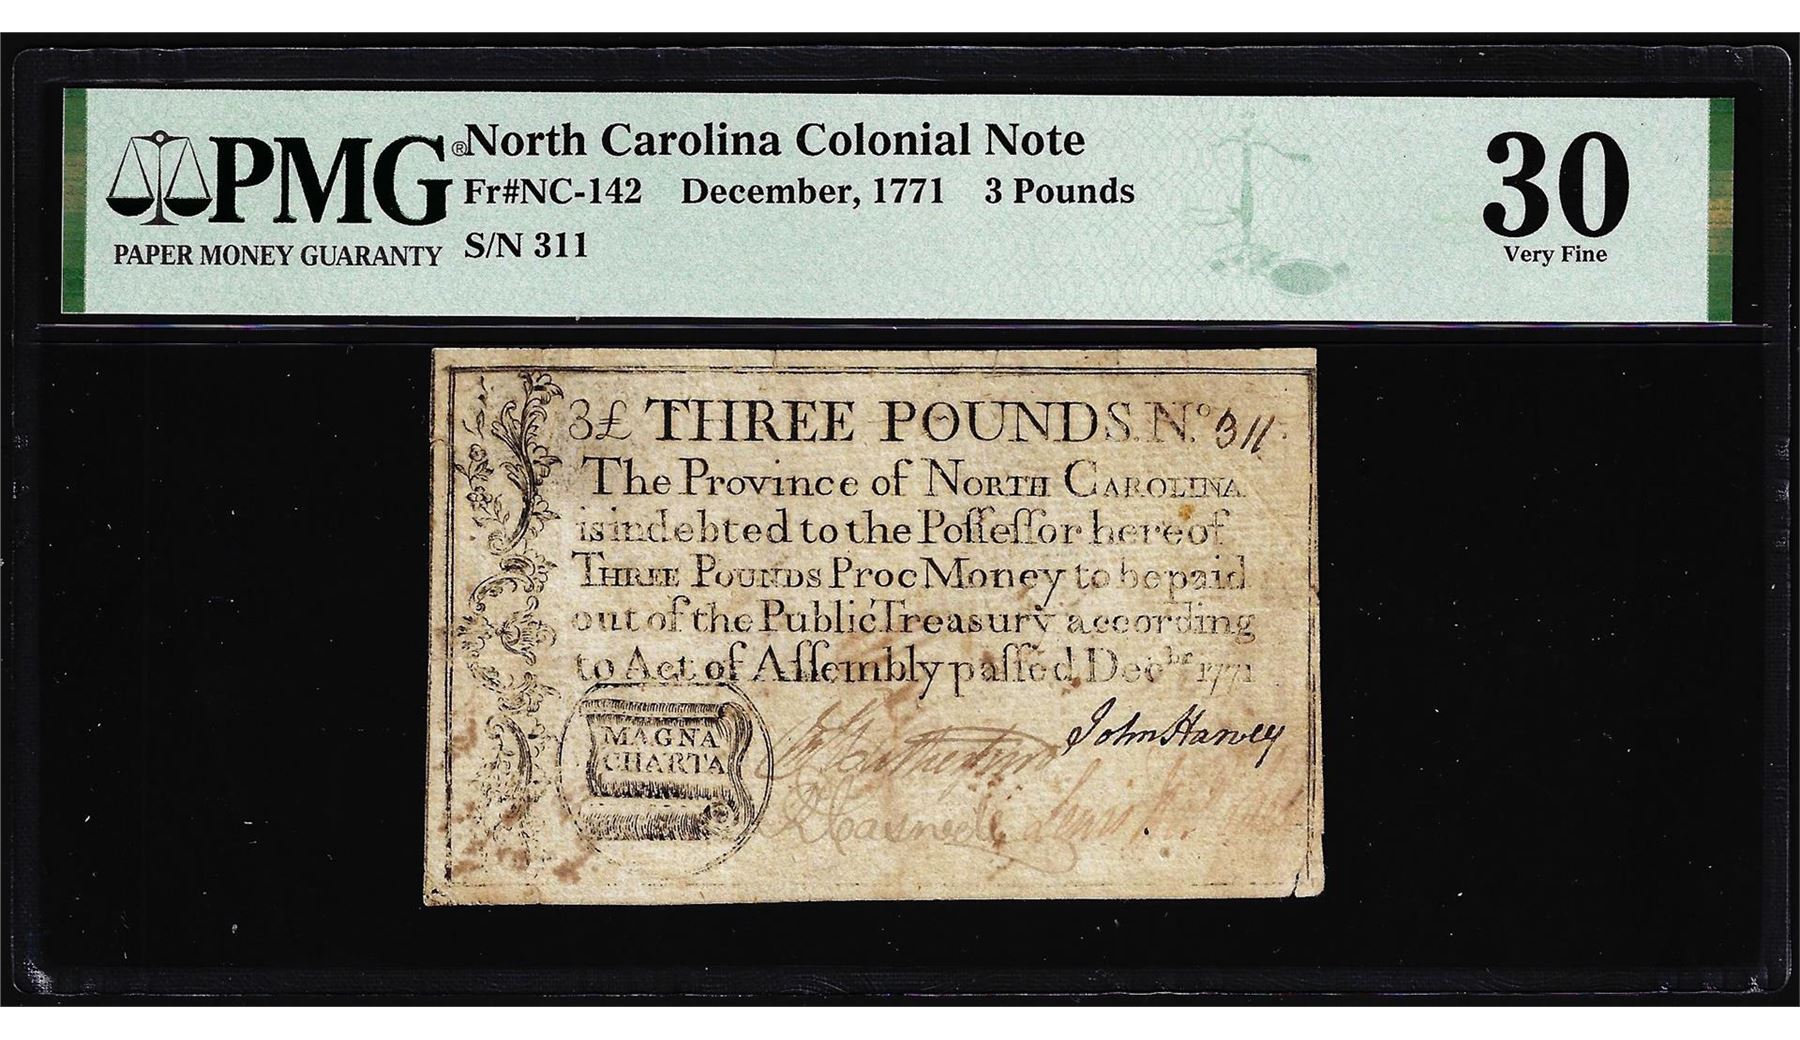 PMG®
PAPER MONEY GUARANTY
North Carolina Colonial Note
Fr#NC-142 December, 1771 3 Pounds
S/N 311
30
Very Fine
3£ THREE POUNDS. N.º 311.
The Province of NORTH CAROLINA
is indebted to the Poſſeſſor hereof
THREE POUNDS Proc Money to be paid
out of the Public Treasury according
to Act of Aſſembly paſſed Decbr 1771
MAGNA
CHARTA
John Harvey